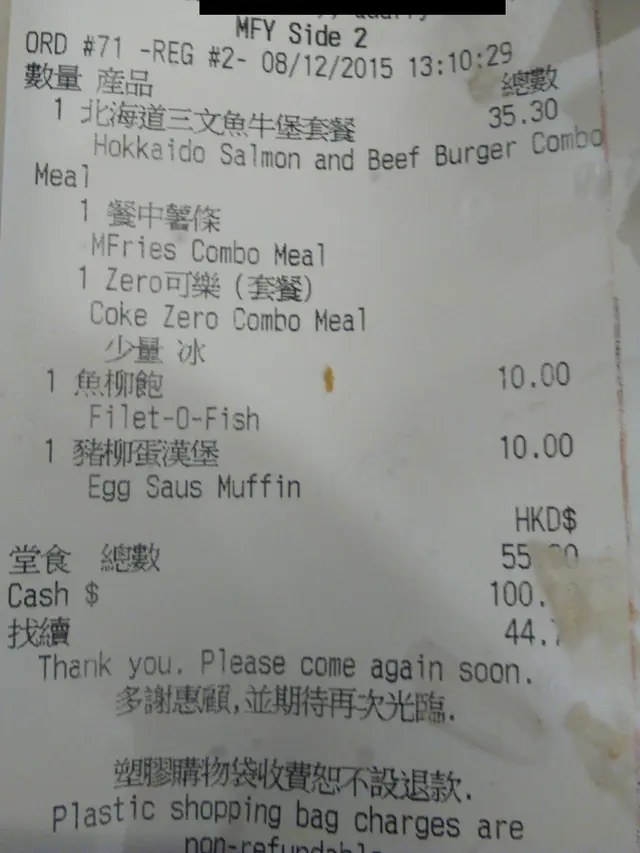 MFY Side 2
ORD #71 -REG #2- 08/12/2015 13:10:29
數量 產品 總數
1 北海道三文魚牛堡套餐 35.30
Hokkaido Salmon and Beef Burger Combo
Meal
1 餐中薯條
MFries Combo Meal
1 Zero可樂 (套餐)
Coke Zero Combo Meal
少量 冰
1 魚柳飽 10.00
Filet-O-Fish
1 豬柳蛋漢堡 10.00
Egg Saus Muffin
HKD$
堂食 總數
Cash $
找續
Thank you. Please come again soon.
多謝惠顧,並期待再次光臨.
塑膠購物袋收費恕不設退款.
Plastic shopping bag charges are